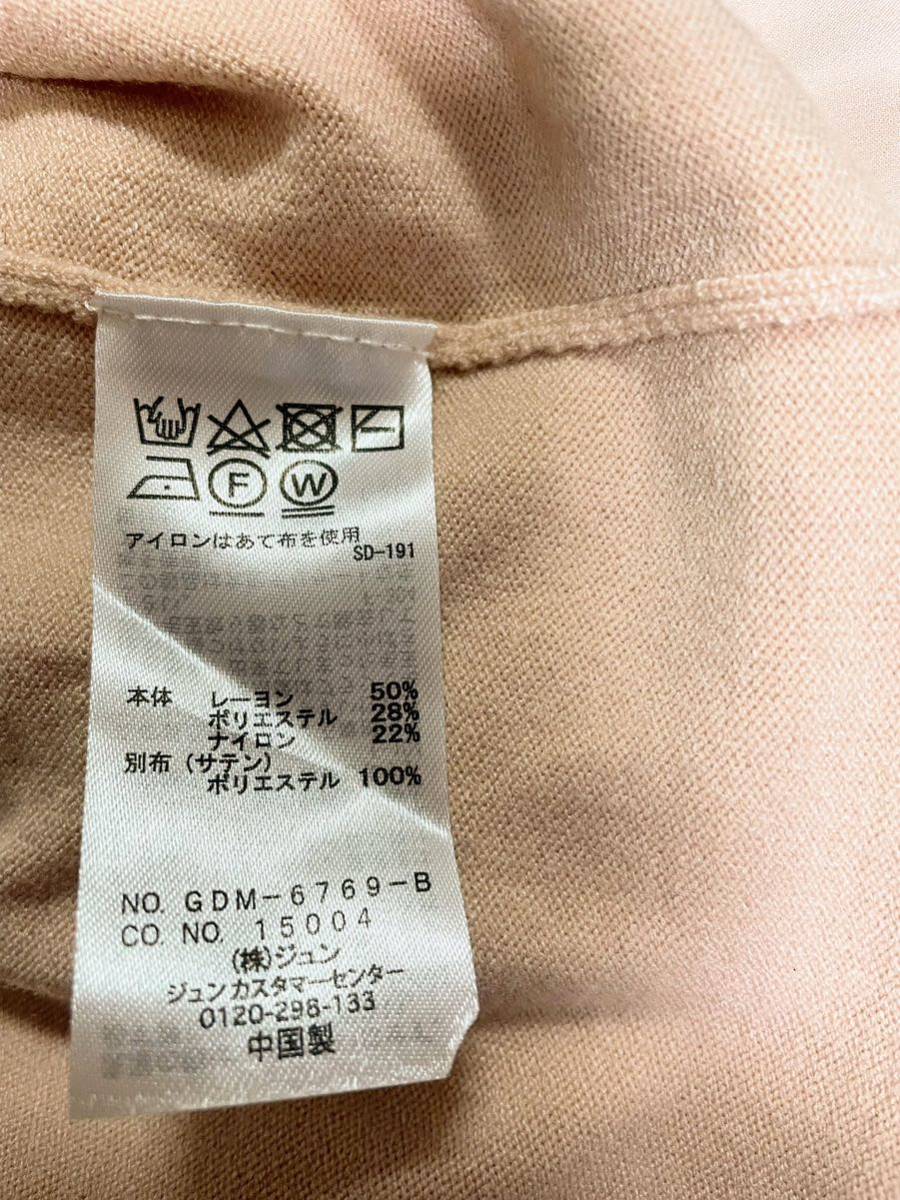 F W
アイロンはあて布を使用
SD-191
本体 レーヨン 50%
ポリエステル 28%
ナイロン 22%
別布(サテン)
ポリエステル 100%
NO. GDM-6769-B
CO. NO. 15004
(株)ジュン
ジュンカスタマーセンター
0120-298-133
中国製